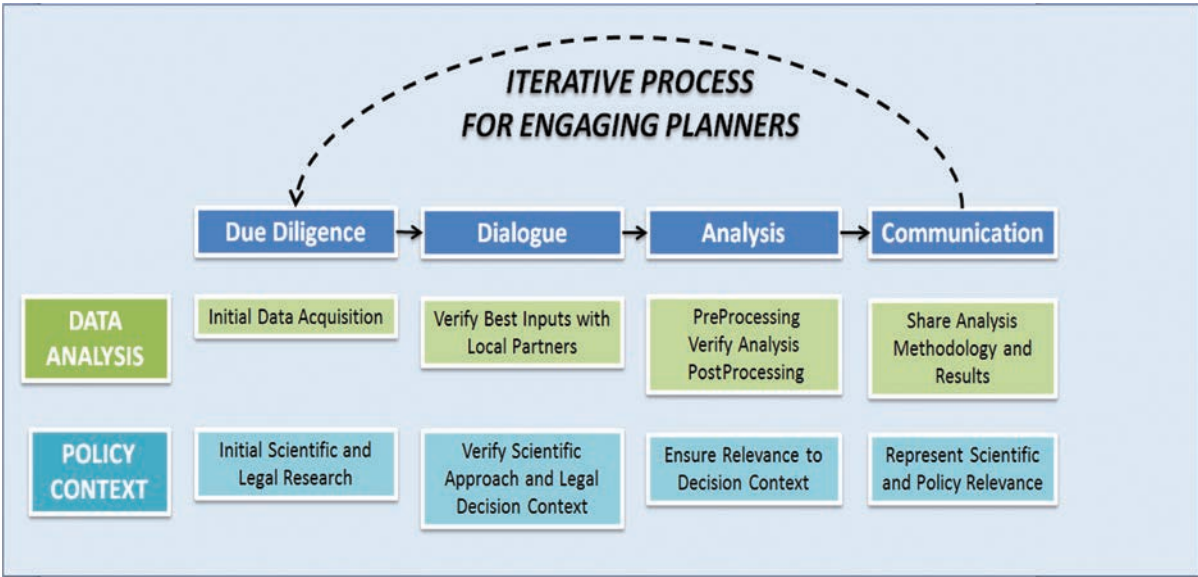 ITERATIVE PROCESS
FOR ENGAGING PLANNERS
Due Diligence
Dialogue
Analysis
Communication
DATA
ANALYSIS
Initial Data Acquisition
Verify Best Inputs with
Local Partners
PreProcessing
Verify Analysis
PostProcessing
Share Analysis
Methodology and
Results
POLICY
CONTEXT
Initial Scientific and
Legal Research
Verify Scientific
Approach and Legal
Decision Context
Ensure Relevance to
Decision Context
Represent Scientific
and Policy Relevance